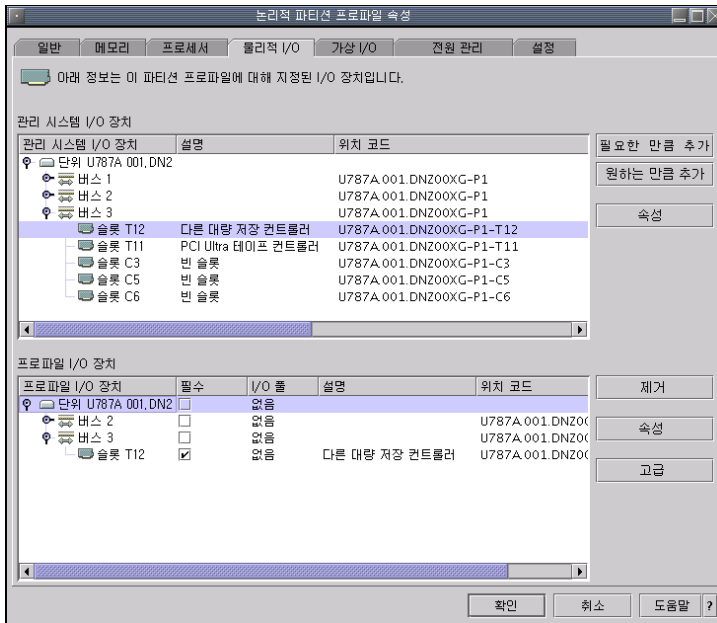 논리적 파티션 프로파일 속성
일반 메모리 프로세서 물리적 I/O 가상 I/O 전원 관리 설정
아래 정보는 이 파티션 프로파일에 대해 지정된 I/O 장치입니다.
관리 시스템 I/O 장치
관리 시스템 I/O 장치 설명 위치 코드
단위 U787A 001,DN2
버스 1 U787A.001.DNZ00XG-P1
버스 2 U787A.001.DNZ00XG-P1
버스 3 U787A.001.DNZ00XG-P1
슬롯 T12 다른 대량 저장 컨트롤러 U787A.001.DNZ00XG-P1-T12
슬롯 T11 PCI Ultra 테이프 컨트롤러 U787A.001.DNZ00XG-P1-T11
슬롯 C3 빈 슬롯 U787A.001.DNZ00XG-P1-C3
슬롯 C5 빈 슬롯 U787A.001.DNZ00XG-P1-C5
슬롯 C6 빈 슬롯 U787A.001.DNZ00XG-P1-C6
필요한 만큼 추가
원하는 만큼 추가
속성
프로파일 I/O 장치
프로파일 I/O 장치 필수 I/O 풀 설명 위치 코드
단위 U787A 001,DN2 없음
버스 2 없음 U787A.001.DNZ0(
버스 3 없음 U787A.001.DNZ0(
슬롯 T12 없음 다른 대량 저장 컨트롤러 U787A.001.DNZ0(
제거
속성
고급
확인 취소 도움말 ?